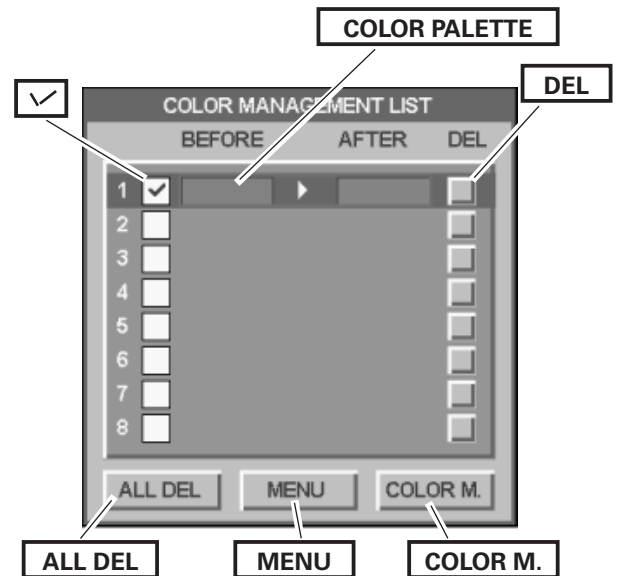 COLOR PALETTE
DEL
COLOR MANAGEMENT LIST
BEFORE AFTER DEL
1
2
3
4
5
6
7
8
ALL DEL MENU COLOR M.
ALL DEL MENU COLOR M.